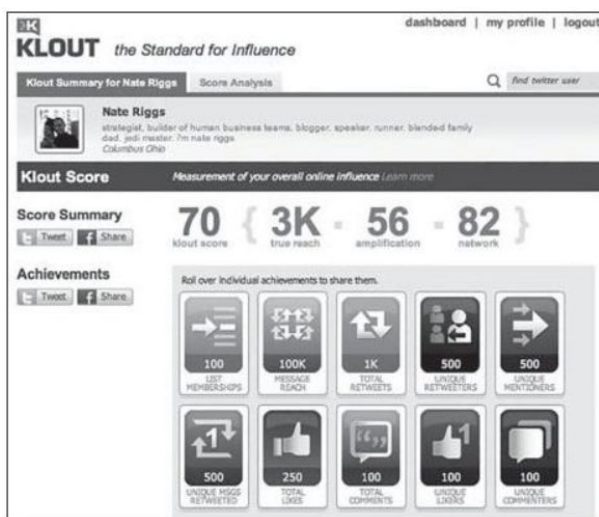 dashboard | my profile | logout
K
KLOUT the Standard for Influence
Klout Summary for Nate Riggs Score Analysis find twitter user
Nate Riggs
strategist, builder of human business teams. blogger. speaker. runner. blended family
dad. jedi master. i'm nate riggs
Columbus Ohio
Klout Score Measurement of your overall online influence Learn more
Score Summary
Tweet Share
70 { 3K - 56 - 82 }
klout score true reach amplification network
Achievements
Tweet Share
Roll over individual achievements to share them.
100 100K 1K 500 500
LIST MESSAGE TOTAL UNIQUE UNIQUE
MEMBERSHIPS REACH RETWEETS RETWEETERS MENTIONERS
1 1
500 250 100 100 100
UNIQUE MSGS TOTAL TOTAL UNIQUE UNIQUE
RETWEETED LIKES COMMENTS LIKERS COMMENTERS